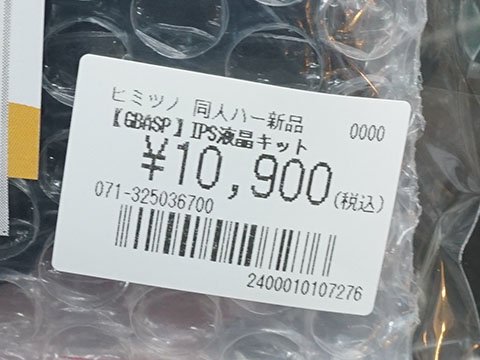 ヒミツノ 同人ハー新品 0000
【GBASP】IPS液晶キット
¥10,900(税込)
071-325036700
2400010107276